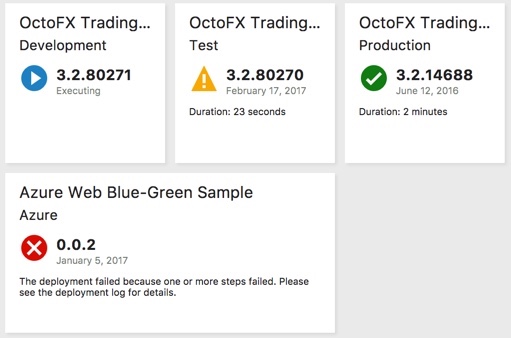 OctoFX Trading...
Development
3.2.80271
Executing
OctoFX Trading...
Test
3.2.80270
February 17, 2017
Duration: 23 seconds
OctoFX Trading...
Production
3.2.14688
June 12, 2016
Duration: 2 minutes
Azure Web Blue-Green Sample
Azure
0.0.2
January 5, 2017
The deployment failed because one or more steps failed. Please
see the deployment log for details.